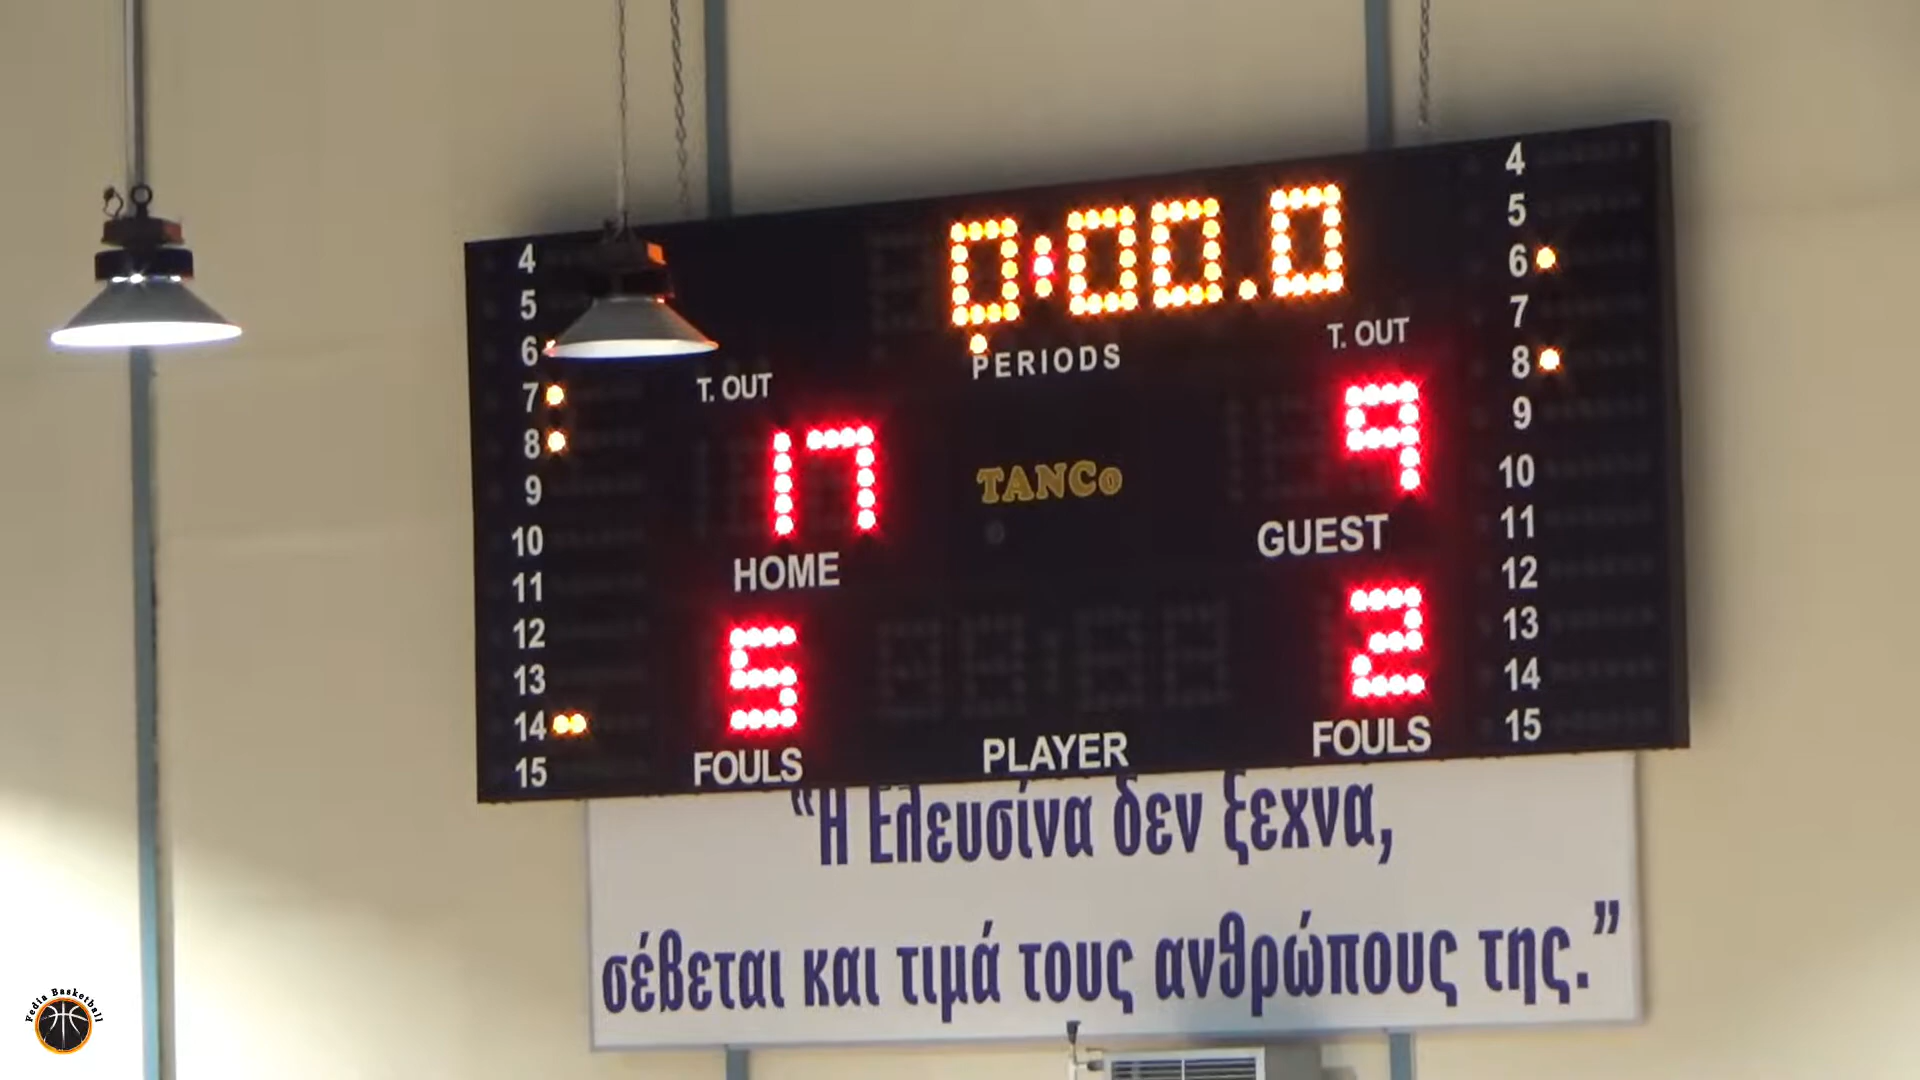 0:00.0
PERIODS
T. OUT
T. OUT
17
9
TANCo
HOME
GUEST
5
2
FOULS
PLAYER
FOULS
4
5
6
7
8
9
10
11
12
13
14
15
4
5
6
7
8
9
10
11
12
13
14
15
“Η Ελευσίνα δεν ξεχνα,
σέβεται και τιμά τους ανθρώπους της.”
Fedia Basketball